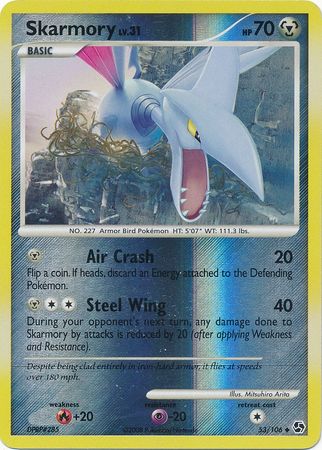 Skarmory LV.31 HP 70
BASIC
NO. 227 Armor Bird Pokémon HT: 5'07" WT: 111.3 lbs.
Air Crash 20
Flip a coin. If heads, discard an Energy attached to the Defending
Pokémon.
Steel Wing 40
During your opponent's next turn, any damage done to
Skarmory by attacks is reduced by 20 (after applying Weakness
and Resistance).
Despite being clad entirely in iron-hard armor, it flies at speeds
over 180 mph.
Illus. Mitsuhiro Arita
weakness resistance retreat cost
+20 -20
DPBP#285 ©2008 Pokémon/Nintendo 53/106